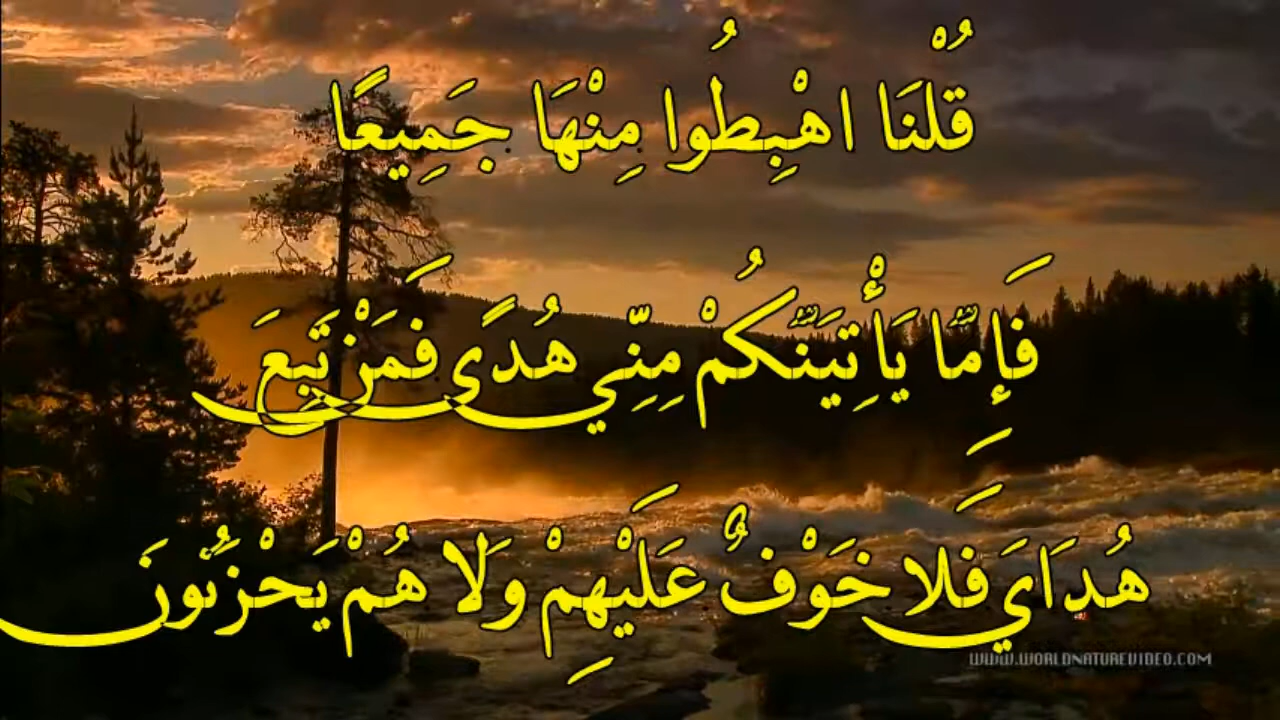 قُلْنَا اهْبِطُوا مِنْهَا جَمِيعًا
فَإِمَّا يَأْتِيَنَّكُمْ مِنِّي هُدًى فَمَنْ تَبِعَ
هُدَايَ فَلَا خَوْفٌ عَلَيْهِمْ وَلَا هُمْ يَحْزَنُونَ
WWW.WORLDNATUREVIDEO.COM